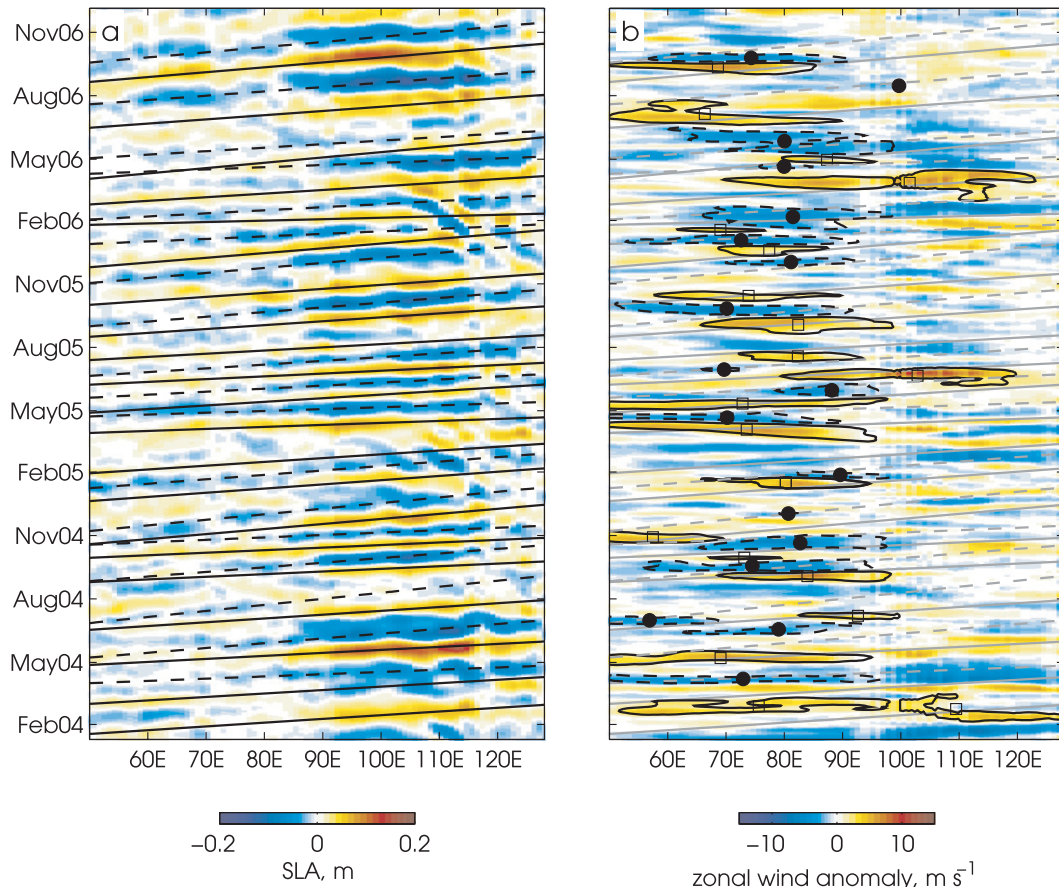 a
b
Nov06
Aug06
May06
Feb06
Nov05
Aug05
May05
Feb05
Nov04
Aug04
May04
Feb04
60E 70E 80E 90E 100E 110E 120E
60E 70E 80E 90E 100E 110E 120E
−0.2 0 0.2
SLA, m
−10 0 10
zonal wind anomaly, m s⁻¹